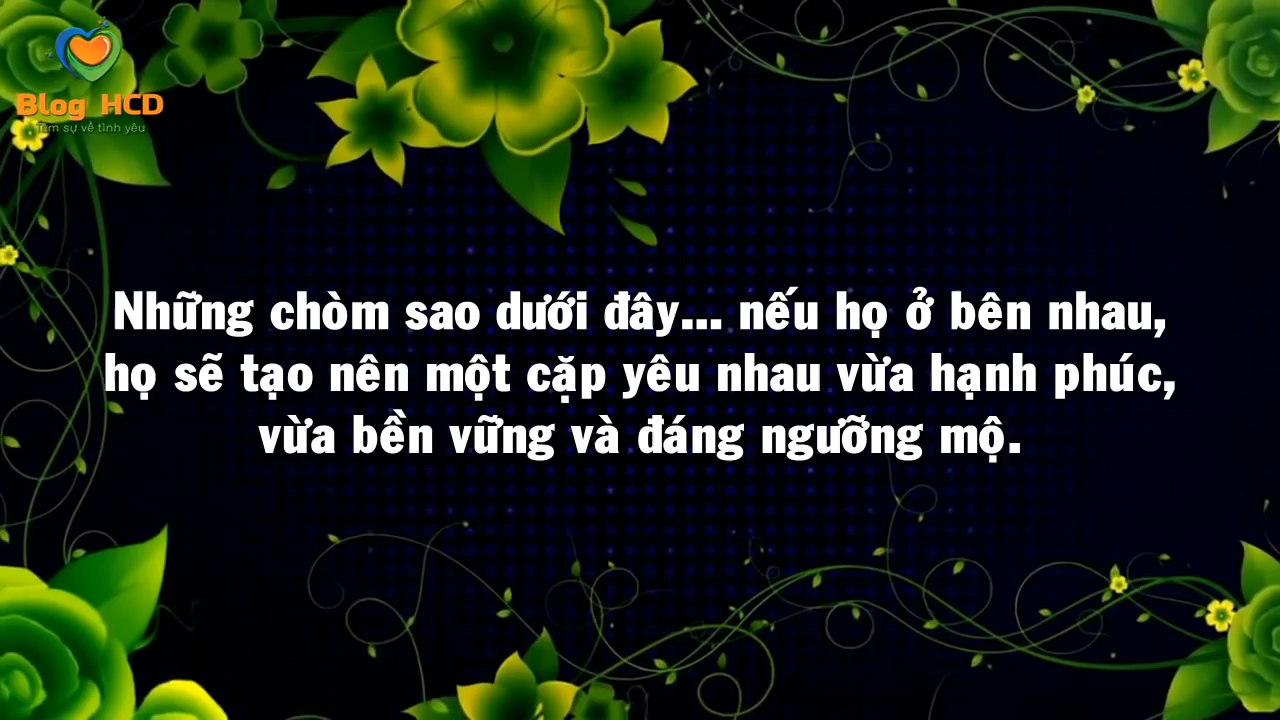 Blog HCD
Tâm sự về tình yêu
Những chòm sao dưới đây... nếu họ ở bên nhau,
họ sẽ tạo nên một cặp yêu nhau vừa hạnh phúc,
vừa bền vững và đáng ngưỡng mộ.